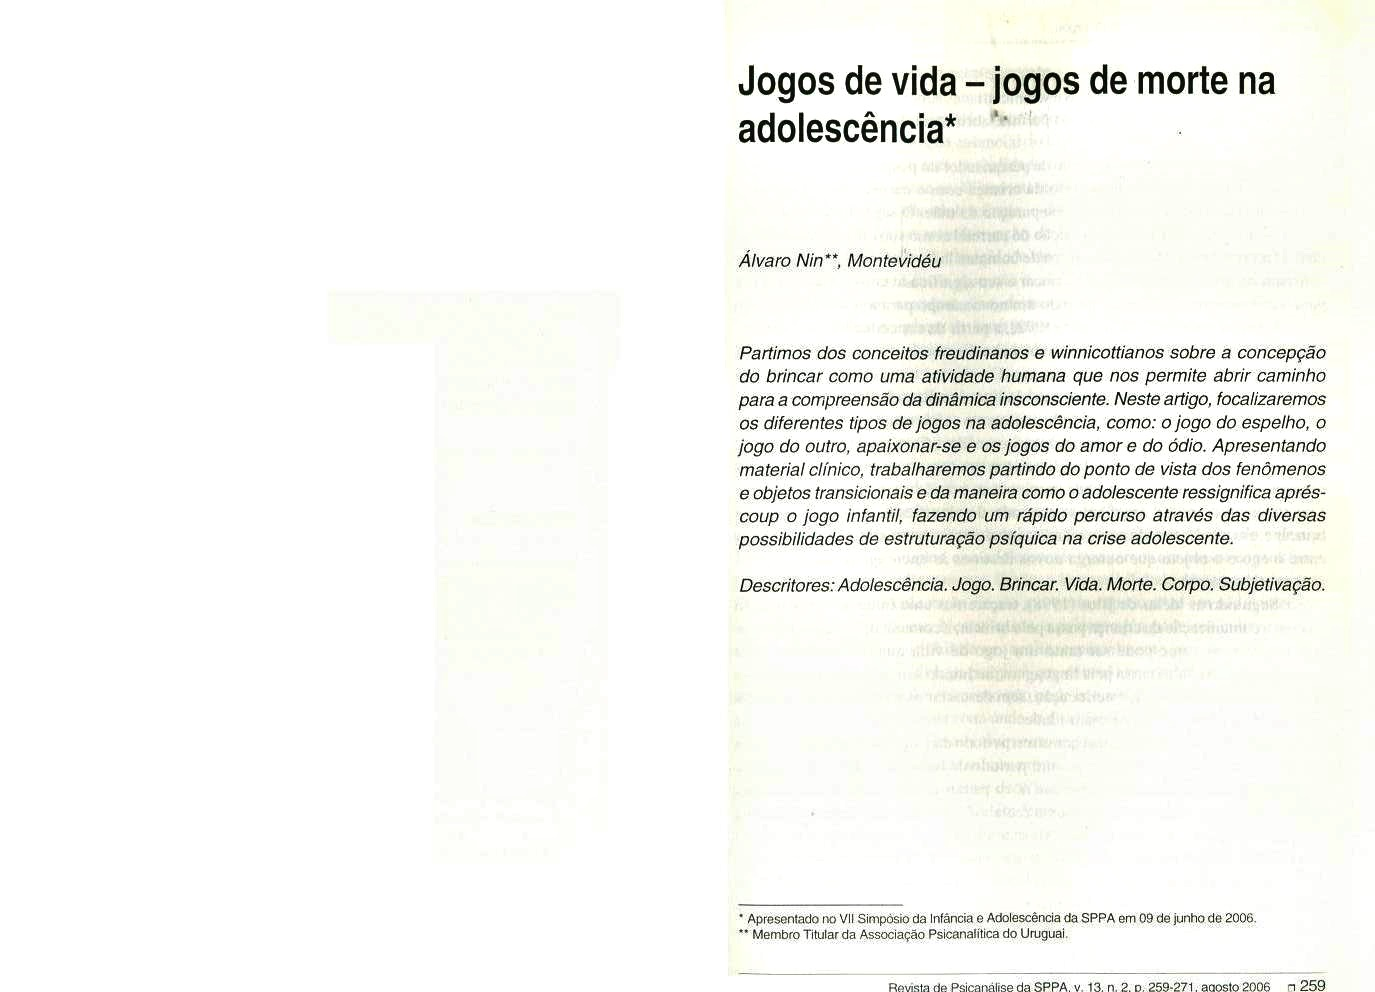 Jogos de vida – jogos de morte na
adolescência*
Álvaro Nin**, Montevidéu
Partimos dos conceitos freudinanos e winnicottianos sobre a concepção
do brincar como uma atividade humana que nos permite abrir caminho
para a compreensão da dinâmica insconsciente. Neste artigo, focalizaremos
os diferentes tipos de jogos na adolescência, como: o jogo do espelho, o
jogo do outro, apaixonar-se e os jogos do amor e do ódio. Apresentando
material clínico, trabalharemos partindo do ponto de vista dos fenômenos
e objetos transicionais e da maneira como o adolescente ressignifica aprés-
coup o jogo infantil, fazendo um rápido percurso através das diversas
possibilidades de estruturação psíquica na crise adolescente.
Descritores: Adolescência. Jogo. Brincar. Vida. Morte. Corpo. Subjetivação.
* Apresentado no VII Simpósio da Infância e Adolescência da SPPA em 09 de junho de 2006.
** Membro Titular da Associação Psicanalítica do Uruguai.
Revista de Psicanálise da SPPA, v. 13, n. 2, p. 259-271, agosto 2006 □ 259